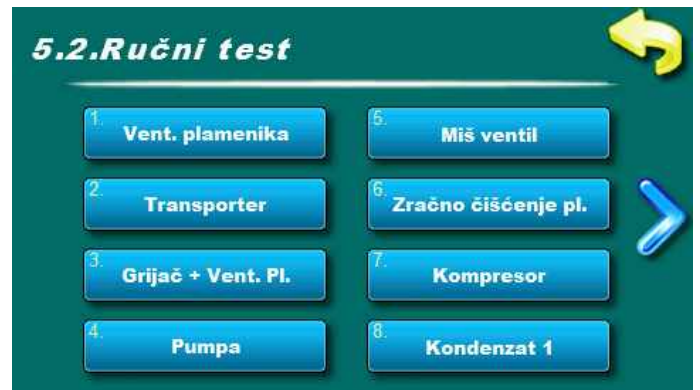 5.2.Ručni test
1. Vent. plamenika
2. Transporter
3. Grijač + Vent. Pl.
4. Pumpa
5. Miš ventil
6. Zračno čišćenje pl.
7. Kompresor
8. Kondenzat 1